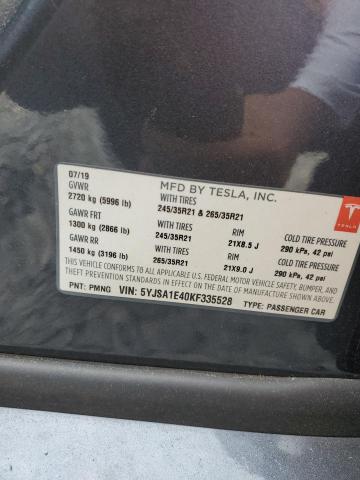 07/19 MFD BY TESLA, INC.
GVWR WITH TIRES
2720 kg (5996 lb) 245/35R21 & 265/35R21
GAWR FRT WITH TIRES RIM COLD TIRE PRESSURE
1300 kg (2866 lb) 245/35R21 21X8.5 J 290 kPa, 42 psi
GAWR RR WITH TIRES RIM COLD TIRE PRESSURE
1450 kg (3196 lb) 265/35R21 21X9.0 J 290 kPa, 42 psi
THIS VEHICLE CONFORMS TO ALL APPLICABLE U.S. FEDERAL MOTOR VEHICLE SAFETY, BUMPER, AND
THEFT PREVENTION STANDARDS IN EFFECT ON THE DATE OF MANUFACTURE SHOWN ABOVE.
PNT: PMNG VIN: 5YJSA1E40KF335528 TYPE: PASSENGER CAR
TESLA